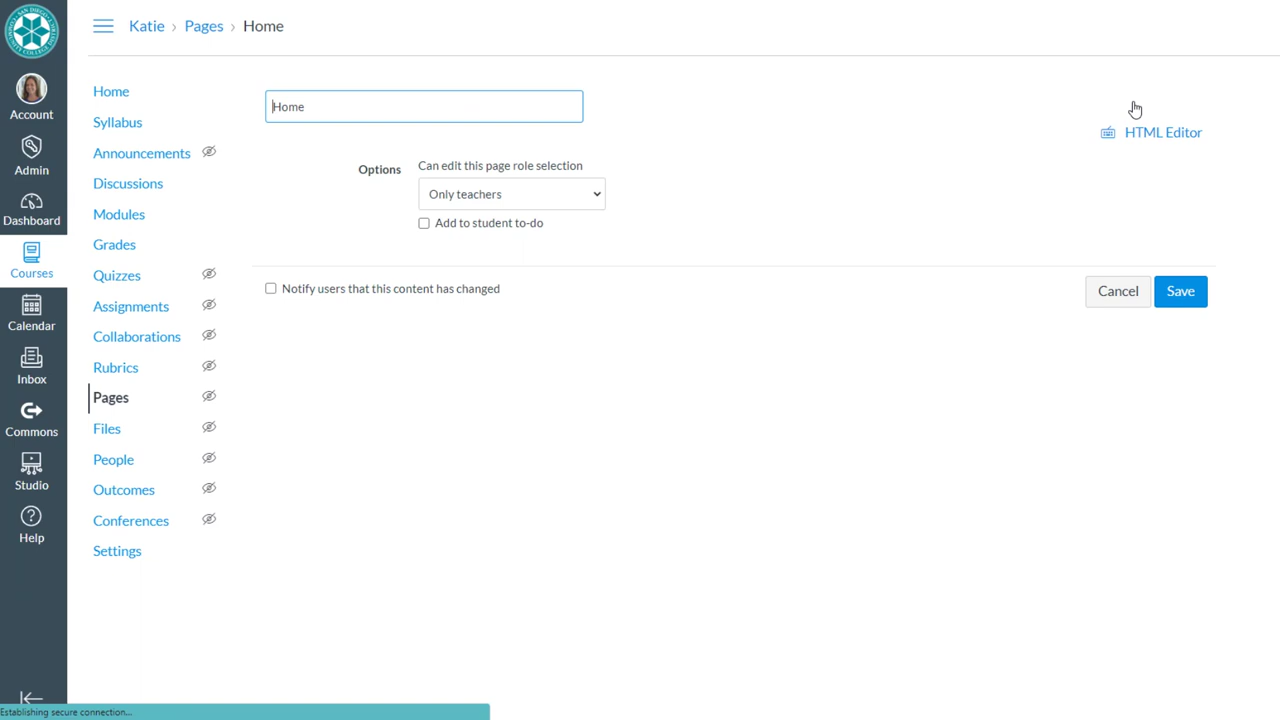 Katie › Pages › Home
Account
Admin
Dashboard
Courses
Calendar
Inbox
Commons
Studio
Help
Home
Syllabus
Announcements
Discussions
Modules
Grades
Quizzes
Assignments
Collaborations
Rubrics
Pages
Files
People
Outcomes
Conferences
Settings
Home
HTML Editor
Options
Can edit this page role selection
Only teachers
Add to student to-do
Notify users that this content has changed
Cancel
Save
Establishing secure connection...